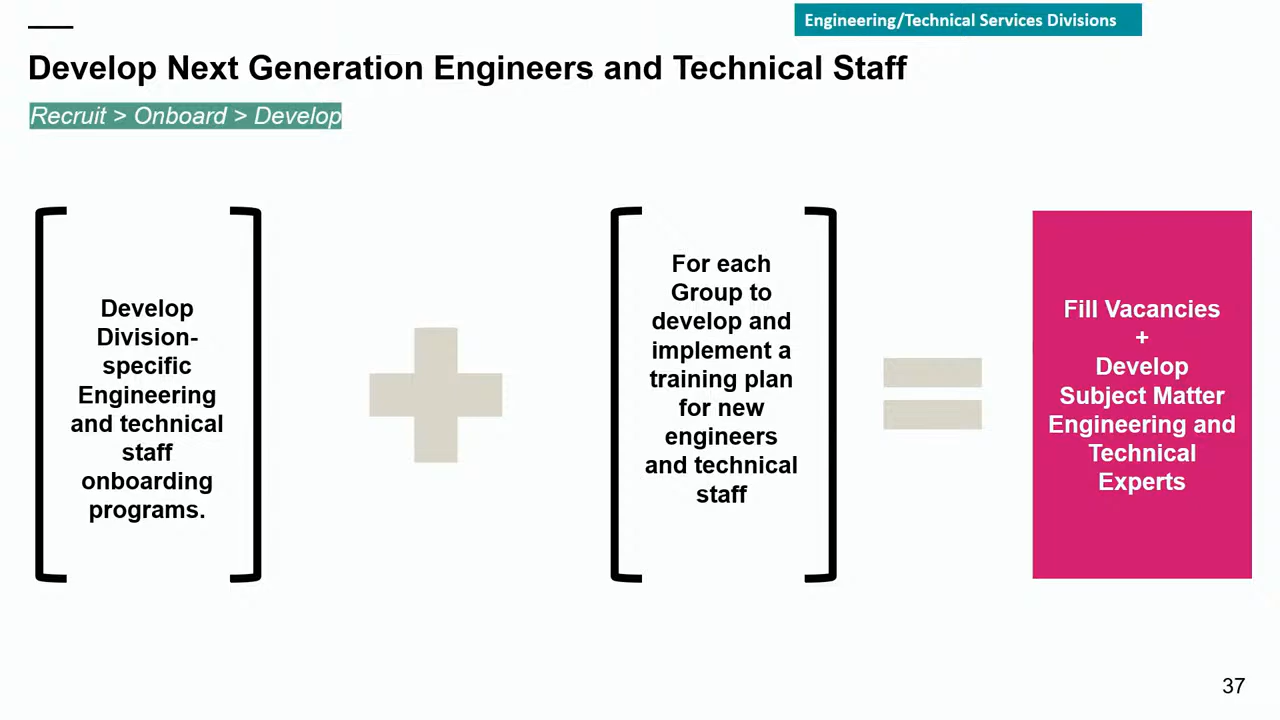 Engineering/Technical Services Divisions
Develop Next Generation Engineers and Technical Staff
Recruit > Onboard > Develop
Develop
Division-
specific
Engineering
and technical
staff
onboarding
programs.
For each
Group to
develop and
implement a
training plan
for new
engineers
and technical
staff
Fill Vacancies
+
Develop
Subject Matter
Engineering and
Technical
Experts
37